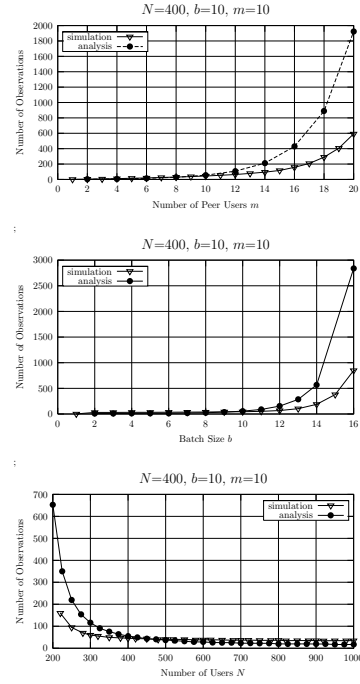 N=400, b=10, m=10
simulation
analysis
Number of Observations
2000
1800
1600
1400
1200
1000
800
600
400
200
0
0 2 4 6 8 10 12 14 16 18 20
Number of Peer Users m
;
N=400, b=10, m=10
simulation
analysis
Number of Observations
3000
2500
2000
1500
1000
500
0
0 2 4 6 8 10 12 14 16
Batch Size b
;
N=400, b=10, m=10
simulation
analysis
Number of Observations
700
600
500
400
300
200
100
0
200 300 400 500 600 700 800 900 1000
Number of Users N